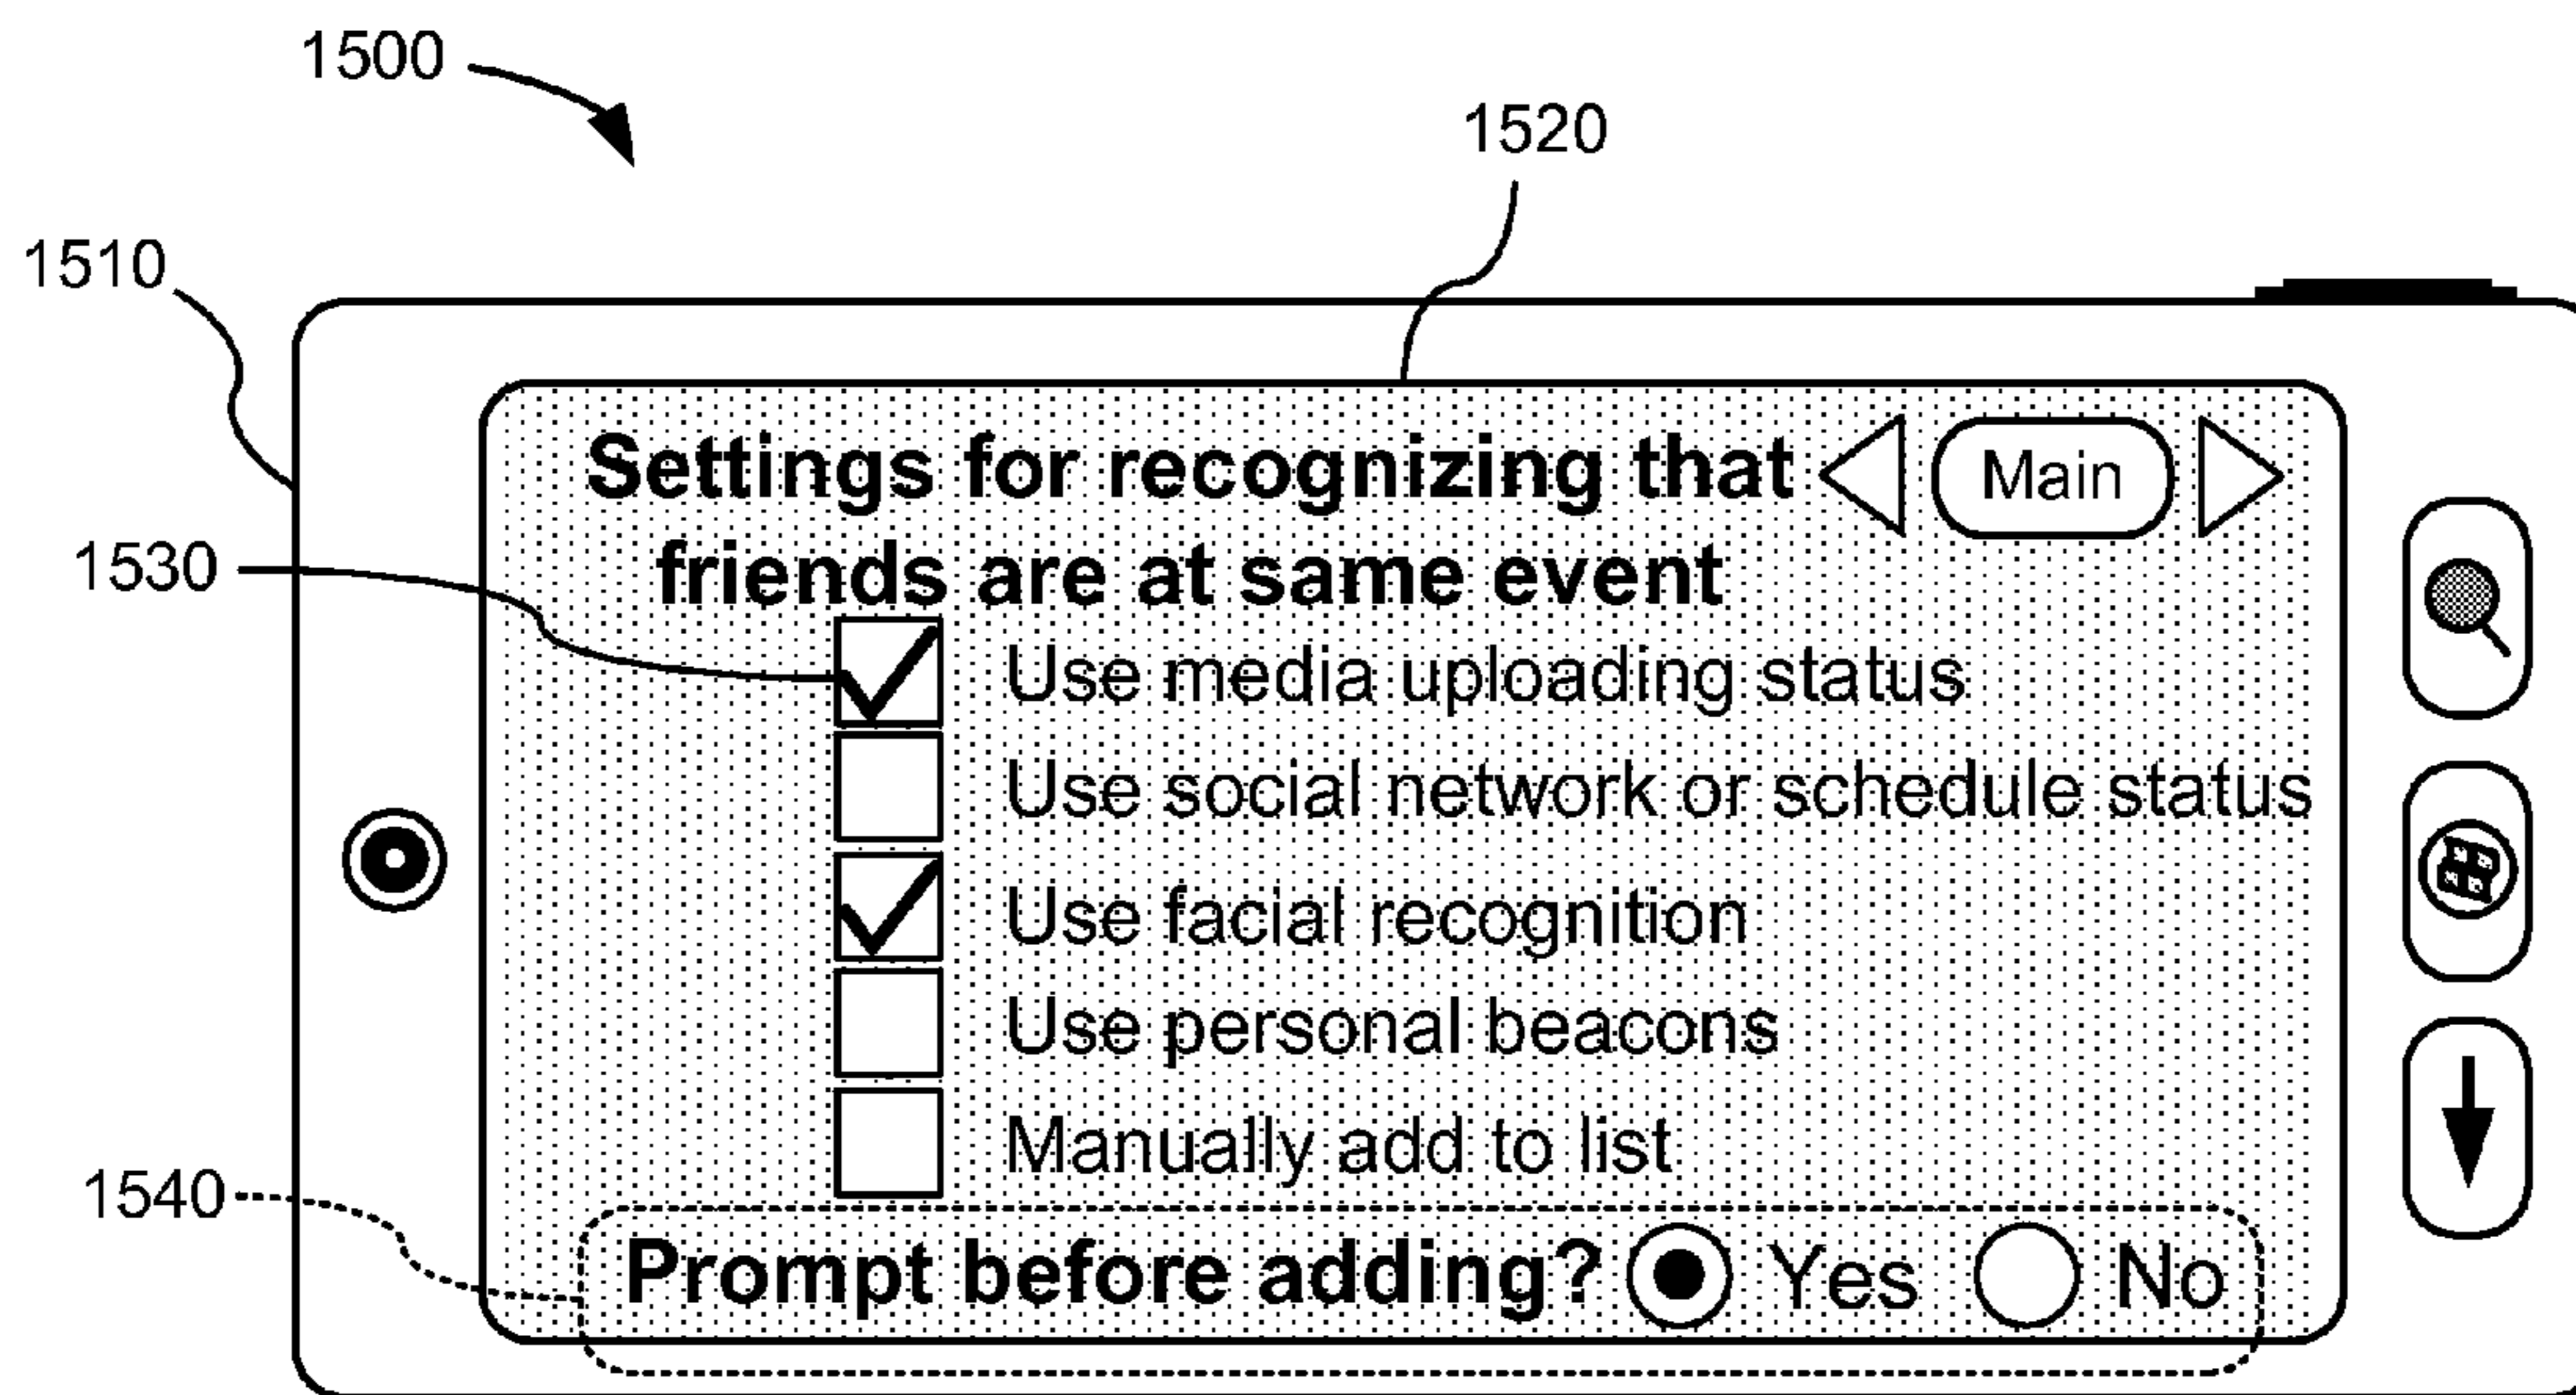 1500
1520
1510
Settings for recognizing that
Main
friends are at same event
1530
Use media uploading status
Use social network or schedule status
Use facial recognition
Use personal beacons
Manually add to list
1540
Prompt before adding? Yes No